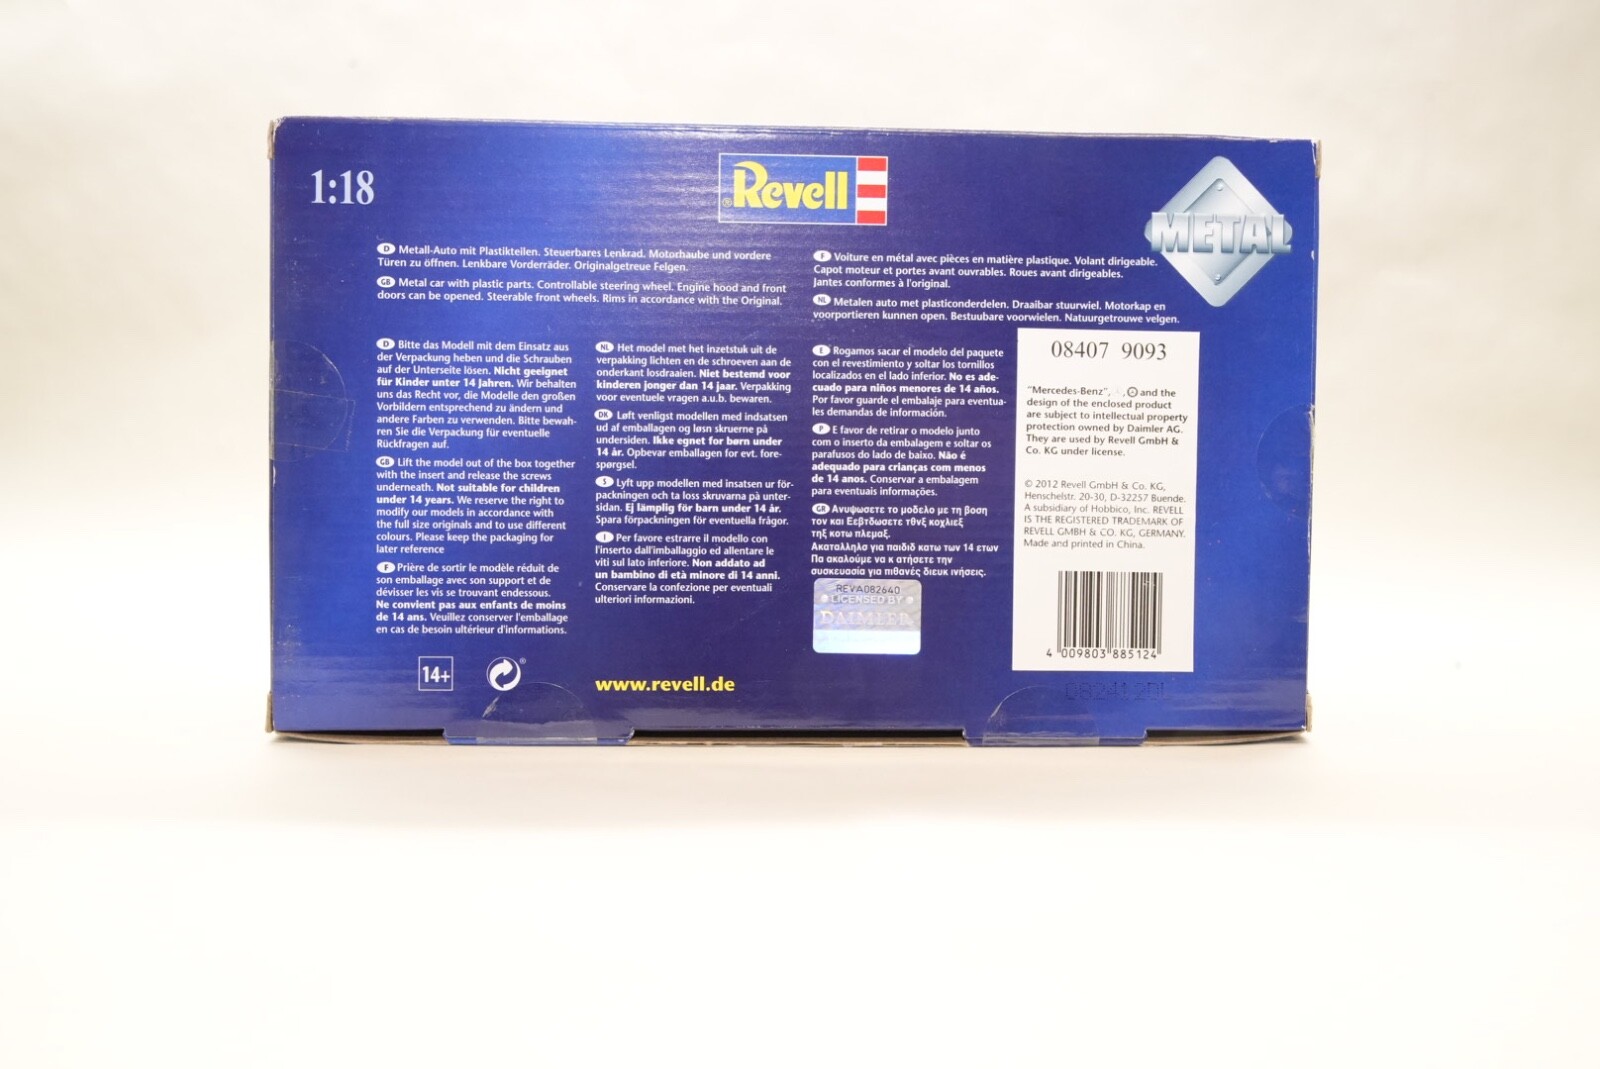 1:18
Revell
METAL
D Metall-Auto mit Plastikteilen. Steuerbares Lenkrad. Motorhaube und vordere
Türen zu öffnen. Lenkbare Vorderräder. Originalgetreue Felgen.
GB Metal car with plastic parts. Controllable steering wheel. Engine hood and front
doors can be opened. Steerable front wheels. Rims in accordance with the Original.
F Voiture en métal avec pièces en matière plastique. Volant dirigeable.
Capot moteur et portes avant ouvrables. Roues avant dirigeables.
Jantes conformes à l'original.
NL Metalen auto met plasticonderdelen. Draaibar stuurwiel. Motorkap en
voorportieren kunnen open. Bestuubare voorwielen. Natuurgetrouwe velgen.
D Bitte das Modell mit dem Einsatz aus
der Verpackung heben und die Schrauben
auf der Unterseite lösen. Nicht geeignet
für Kinder unter 14 Jahren. Wir behalten
uns das Recht vor, die Modelle den großen
Vorbildern entsprechend zu ändern und
andere Farben zu verwenden. Bitte bewah-
ren Sie die Verpackung für eventuelle
Rückfragen auf.
GB Lift the model out of the box together
with the insert and release the screws
underneath. Not suitable for children
under 14 years. We reserve the right to
modify our models in accordance with
the full size originals and to use different
colours. Please keep the packaging for
later reference
F Prière de sortir le modèle réduit de
son emballage avec son support et de
dévisser les vis se trouvant endessous.
Ne convient pas aux enfants de moins
de 14 ans. Veuillez conserver l'emballage
en cas de besoin ultérieur d'informations.
NL Het model met het inzetstuk uit de
verpakking lichten en de schroeven aan de
onderkant losdraaien. Niet bestemd voor
kinderen jonger dan 14 jaar. Verpakking
voor eventuele vragen a.u.b. bewaren.
DK Løft venligst modellen med indsatsen
ud af emballagen og løsn skruerne på
undersiden. Ikke egnet for børn under
14 år. Opbevar emballagen for evt. fore-
spørgsel.
S Lyft upp modellen med insatsen ur för-
packningen och ta loss skruvarna på unter-
sidan. Ej lämplig för barn under 14 år.
Spara förpackningen för eventuella frågor.
I Per favore estrarre il modello con
l'inserto dall'imballaggio ed allentare le
viti sul lato inferiore. Non addato ad
un bambino di età minore di 14 anni.
Conservare la confezione per eventuali
ulteriori informazioni.
E Rogamos sacar el modelo del paquete
con el revestimiento y soltar los tornillos
localizados en el lado inferior. No es ade-
cuado para niños menores de 14 años.
Por favor guarde el embalaje para eventua-
les demandas de información.
P E favor de retirar o modelo junto
com o inserto da embalagem e soltar os
parafusos do lado de baixo. Não é
adequado para crianças com menos
de 14 anos. Conservar a embalagem
para eventuais informações.
GR Ανυψωσετε το μοδελο με τη βοση
τον και Εεβτδωσετε τθνξ κοχλιεξ
τηξ κοτω πλεμαξ.
Ακαταλληλσ για παιδιδ κατω των 14 ετων
Πα ακαλούμε να κ ατήσετε την
συσκευασία για πιθανές διευκ ινήσεις.
REVA082640
LICENSED BY
DAIMLER
14+
www.revell.de
08407 9093
"Mercedes-Benz", and the
design of the enclosed product
are subject to intellectual property
protection owned by Daimler AG.
They are used by Revell GmbH &
Co. KG under license.
© 2012 Revell GmbH & Co. KG,
Henschelstr. 20-30, D-32257 Buende.
A subsidiary of Hobbico, Inc. REVELL
IS THE REGISTERED TRADEMARK OF
REVELL GMBH & CO. KG, GERMANY.
Made and printed in China.
4 009803 885124